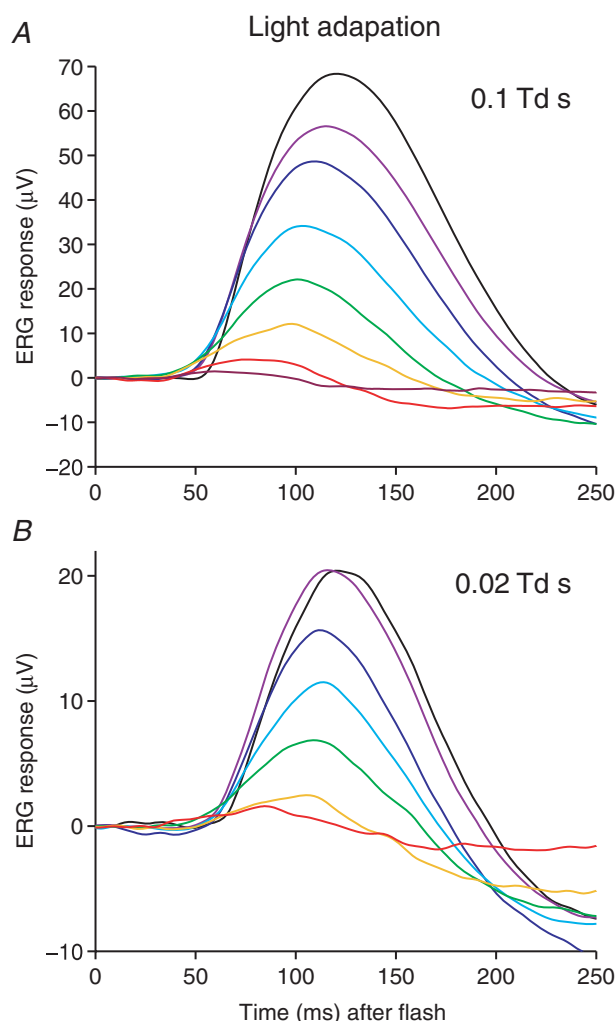 A
Light adapation
0.1 Td s
70
60
50
40
30
20
10
0
−10
−20
ERG response (μV)
0 50 100 150 200 250
B
0.02 Td s
20
10
0
−10
ERG response (μV)
0 50 100 150 200 250
Time (ms) after flash